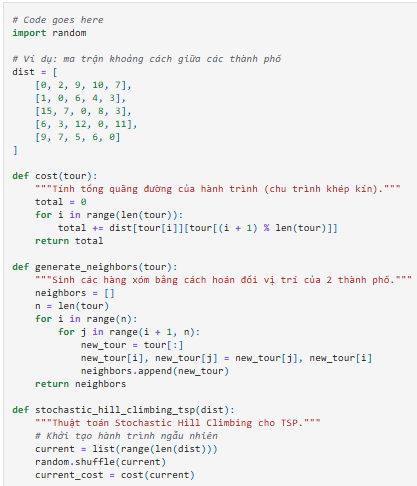 # Code goes here
import random

# Ví dụ: ma trận khoảng cách giữa các thành phố
dist = [
    [0, 2, 9, 10, 7],
    [1, 0, 6, 4, 3],
    [15, 7, 0, 8, 3],
    [6, 3, 12, 0, 11],
    [9, 7, 5, 6, 0]
]

def cost(tour):
    """Tính tổng quãng đường của hành trình (chu trình khép kín)."""
    total = 0
    for i in range(len(tour)):
        total += dist[tour[i]][tour[(i + 1) % len(tour)]]
    return total

def generate_neighbors(tour):
    """Sinh các hàng xóm bằng cách hoán đổi vị trí của 2 thành phố."""
    neighbors = []
    n = len(tour)
    for i in range(n):
        for j in range(i + 1, n):
            new_tour = tour[:]
            new_tour[i], new_tour[j] = new_tour[j], new_tour[i]
            neighbors.append(new_tour)
    return neighbors

def stochastic_hill_climbing_tsp(dist):
    """Thuật toán Stochastic Hill Climbing cho TSP."""
    # Khởi tạo hành trình ngẫu nhiên
    current = list(range(len(dist)))
    random.shuffle(current)
    current_cost = cost(current)